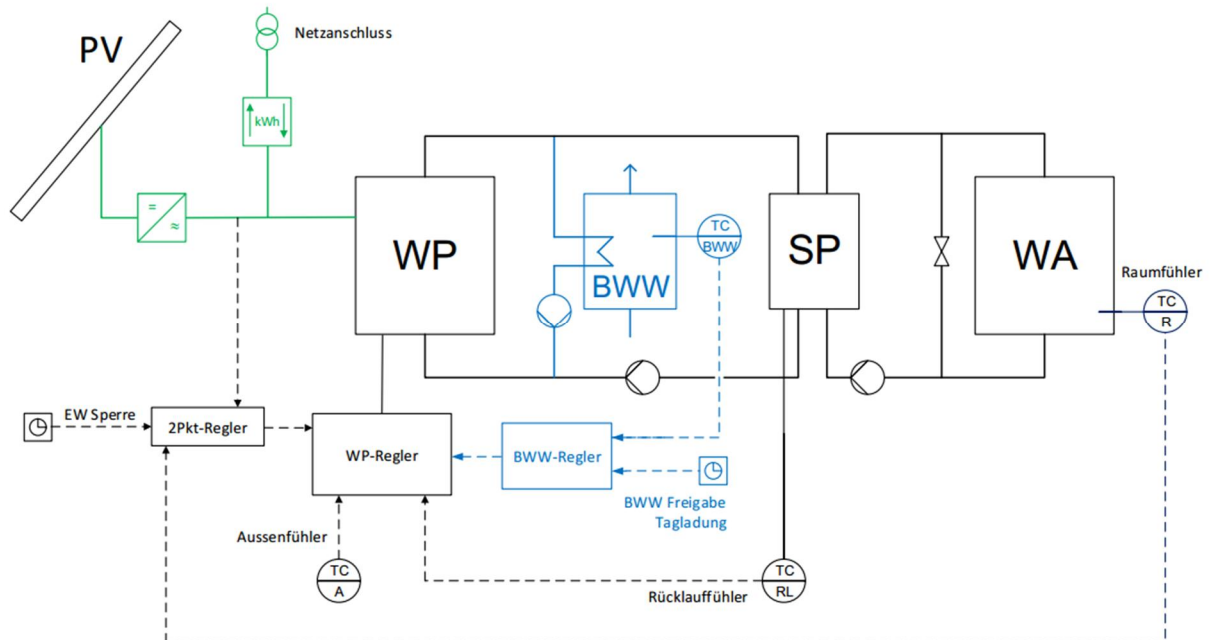 PV
Netzanschluss
kWh
=
≈
WP
BWW
TC
BWW
SP
WA
Raumfühler
TC
R
EW Sperre
2Pkt-Regler
WP-Regler
BWW-Regler
BWW Freigabe
Tagladung
Aussenfühler
TC
A
Rücklauffühler
TC
RL